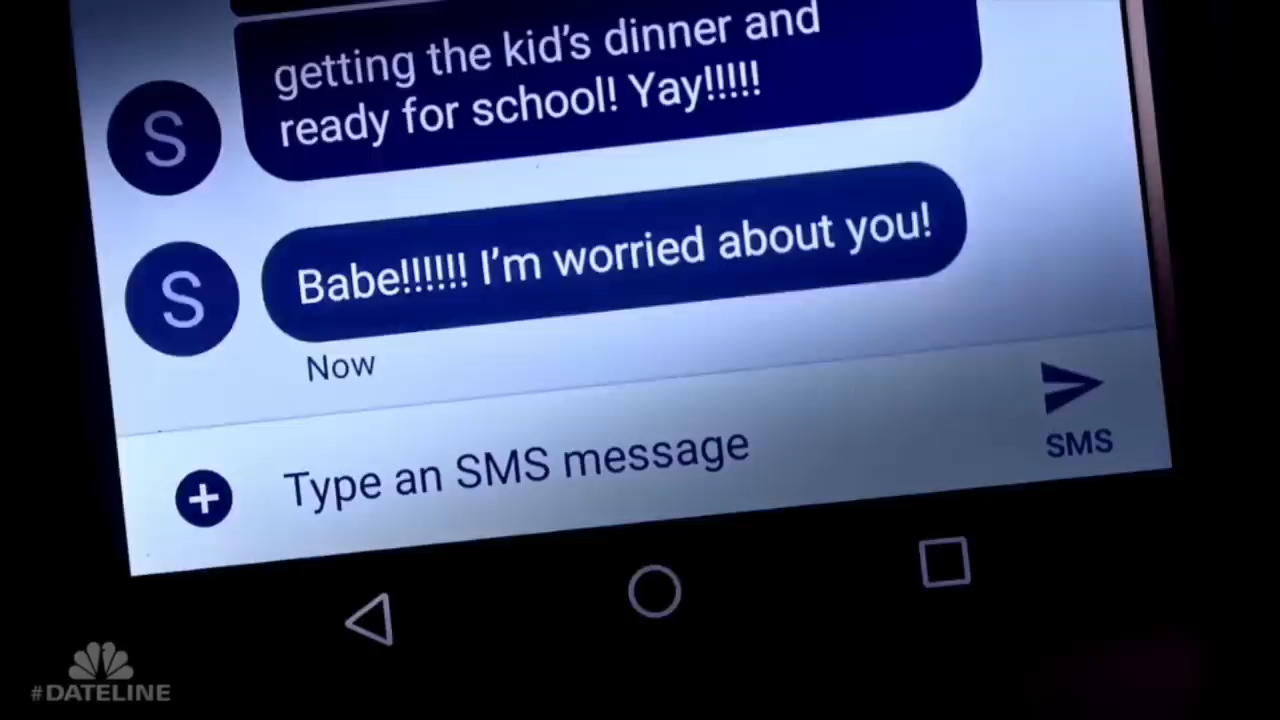 getting the kid's dinner and
ready for school! Yay!!!!!
S
S
Babe!!!!!! I'm worried about you!
Now
Type an SMS message
SMS
#DATELINE